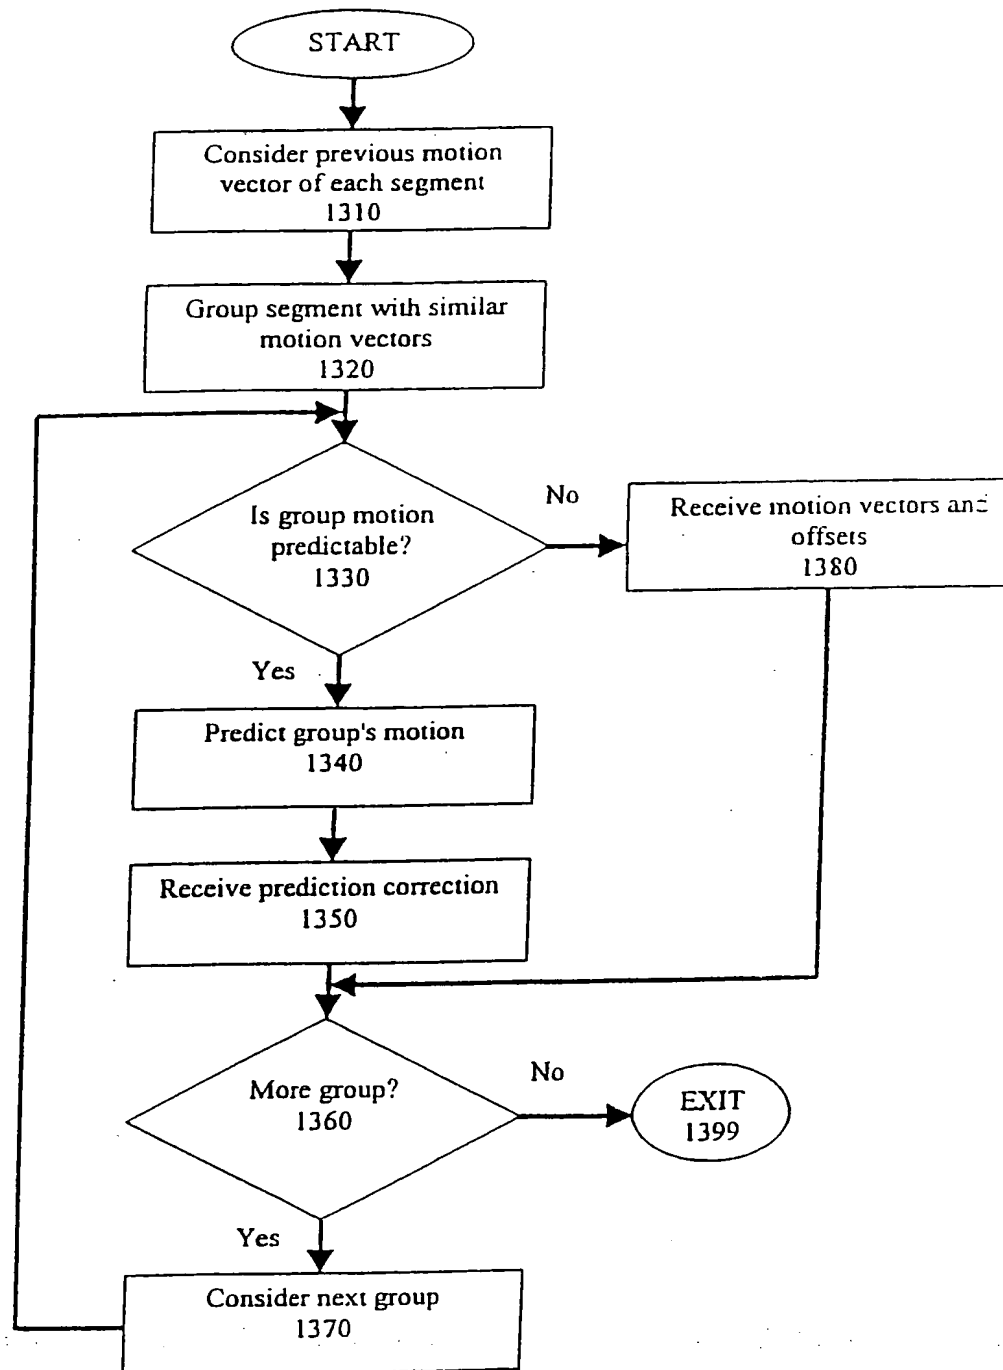 START
Consider previous motion
vector of each segment
1310
Group segment with similar
motion vectors
1320
Is group motion
predictable?
1330
No
Receive motion vectors and
offsets
1380
Yes
Predict group's motion
1340
Receive prediction correction
1350
More group?
1360
No
EXIT
1399
Yes
Consider next group
1370